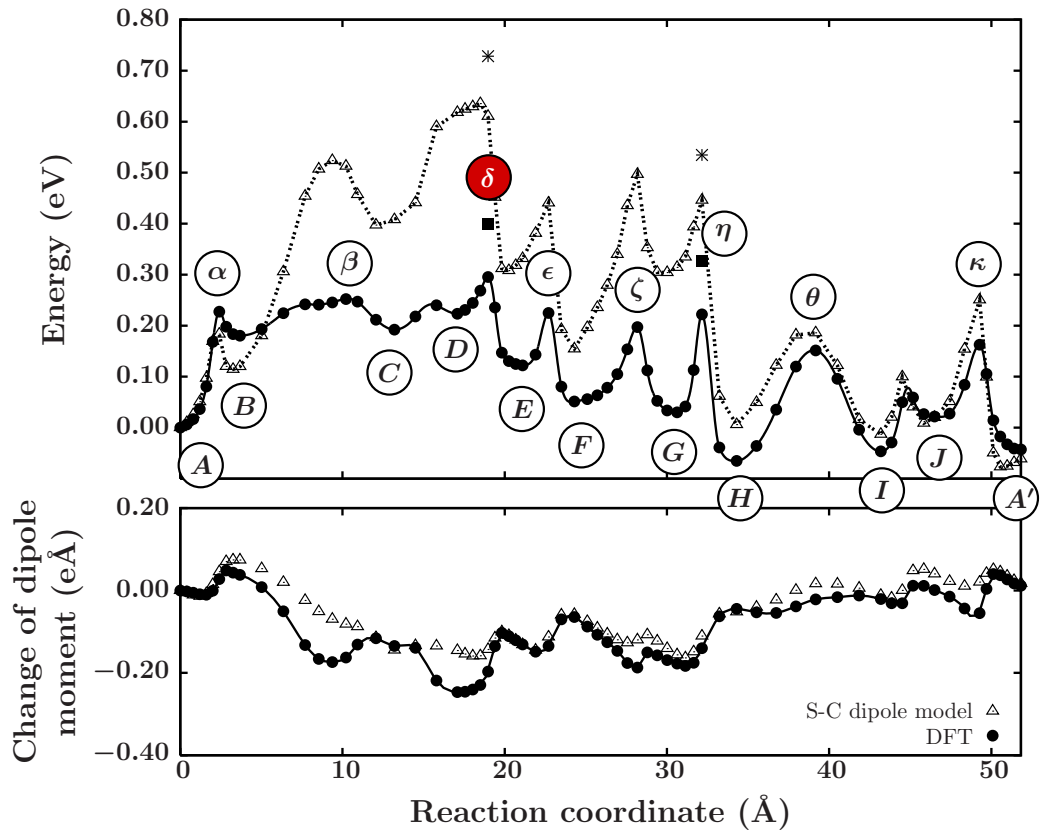 Energy (eV)
0.80
0.70
0.60
0.50
0.40
0.30
0.20
0.10
0.00
α
β
δ
ϵ
ζ
η
θ
κ
A
B
C
D
E
F
G
H
I
J
A′
Change of dipole
moment (eÅ)
0.20
0.00
−0.20
−0.40
S-C dipole model
DFT
0
10
20
30
40
50
Reaction coordinate (Å)